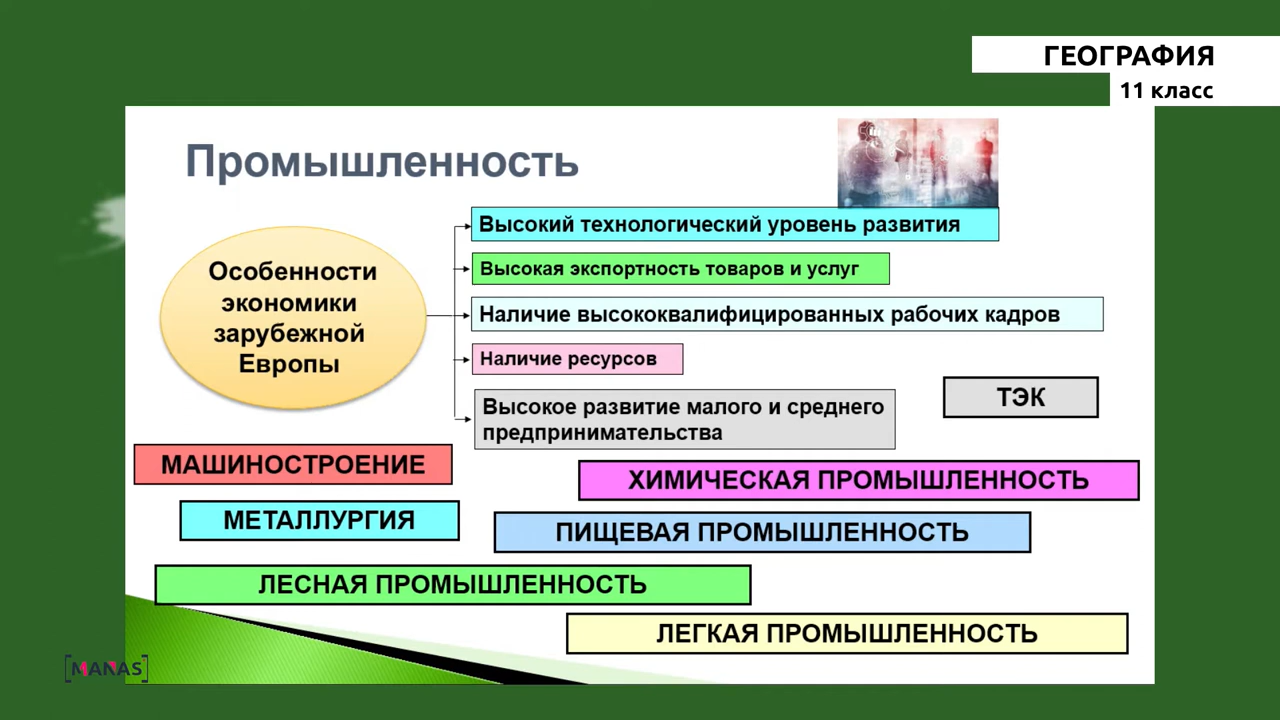 ГЕОГРАФИЯ
11 класс
Промышленность
Особенности
экономики
зарубежной
Европы
Высокий технологический уровень развития
Высокая экспортность товаров и услуг
Наличие высококвалифицированных рабочих кадров
Наличие ресурсов
Высокое развитие малого и среднего
предпринимательства
ТЭК
МАШИНОСТРОЕНИЕ
ХИМИЧЕСКАЯ ПРОМЫШЛЕННОСТЬ
МЕТАЛЛУРГИЯ
ПИЩЕВАЯ ПРОМЫШЛЕННОСТЬ
ЛЕСНАЯ ПРОМЫШЛЕННОСТЬ
ЛЕГКАЯ ПРОМЫШЛЕННОСТЬ
[MANAS]